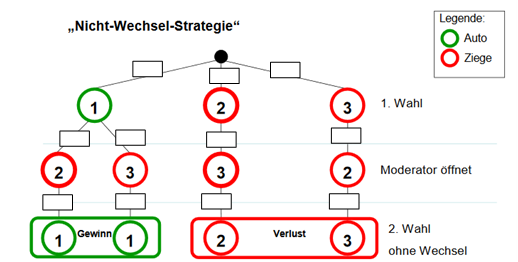 „Nicht-Wechsel-Strategie“
Legende:
Auto
Ziege
1 2 3
1. Wahl
2 3 3 2
Moderator öffnet
Gewinn
Verlust
1 1 2 3
2. Wahl
ohne Wechsel